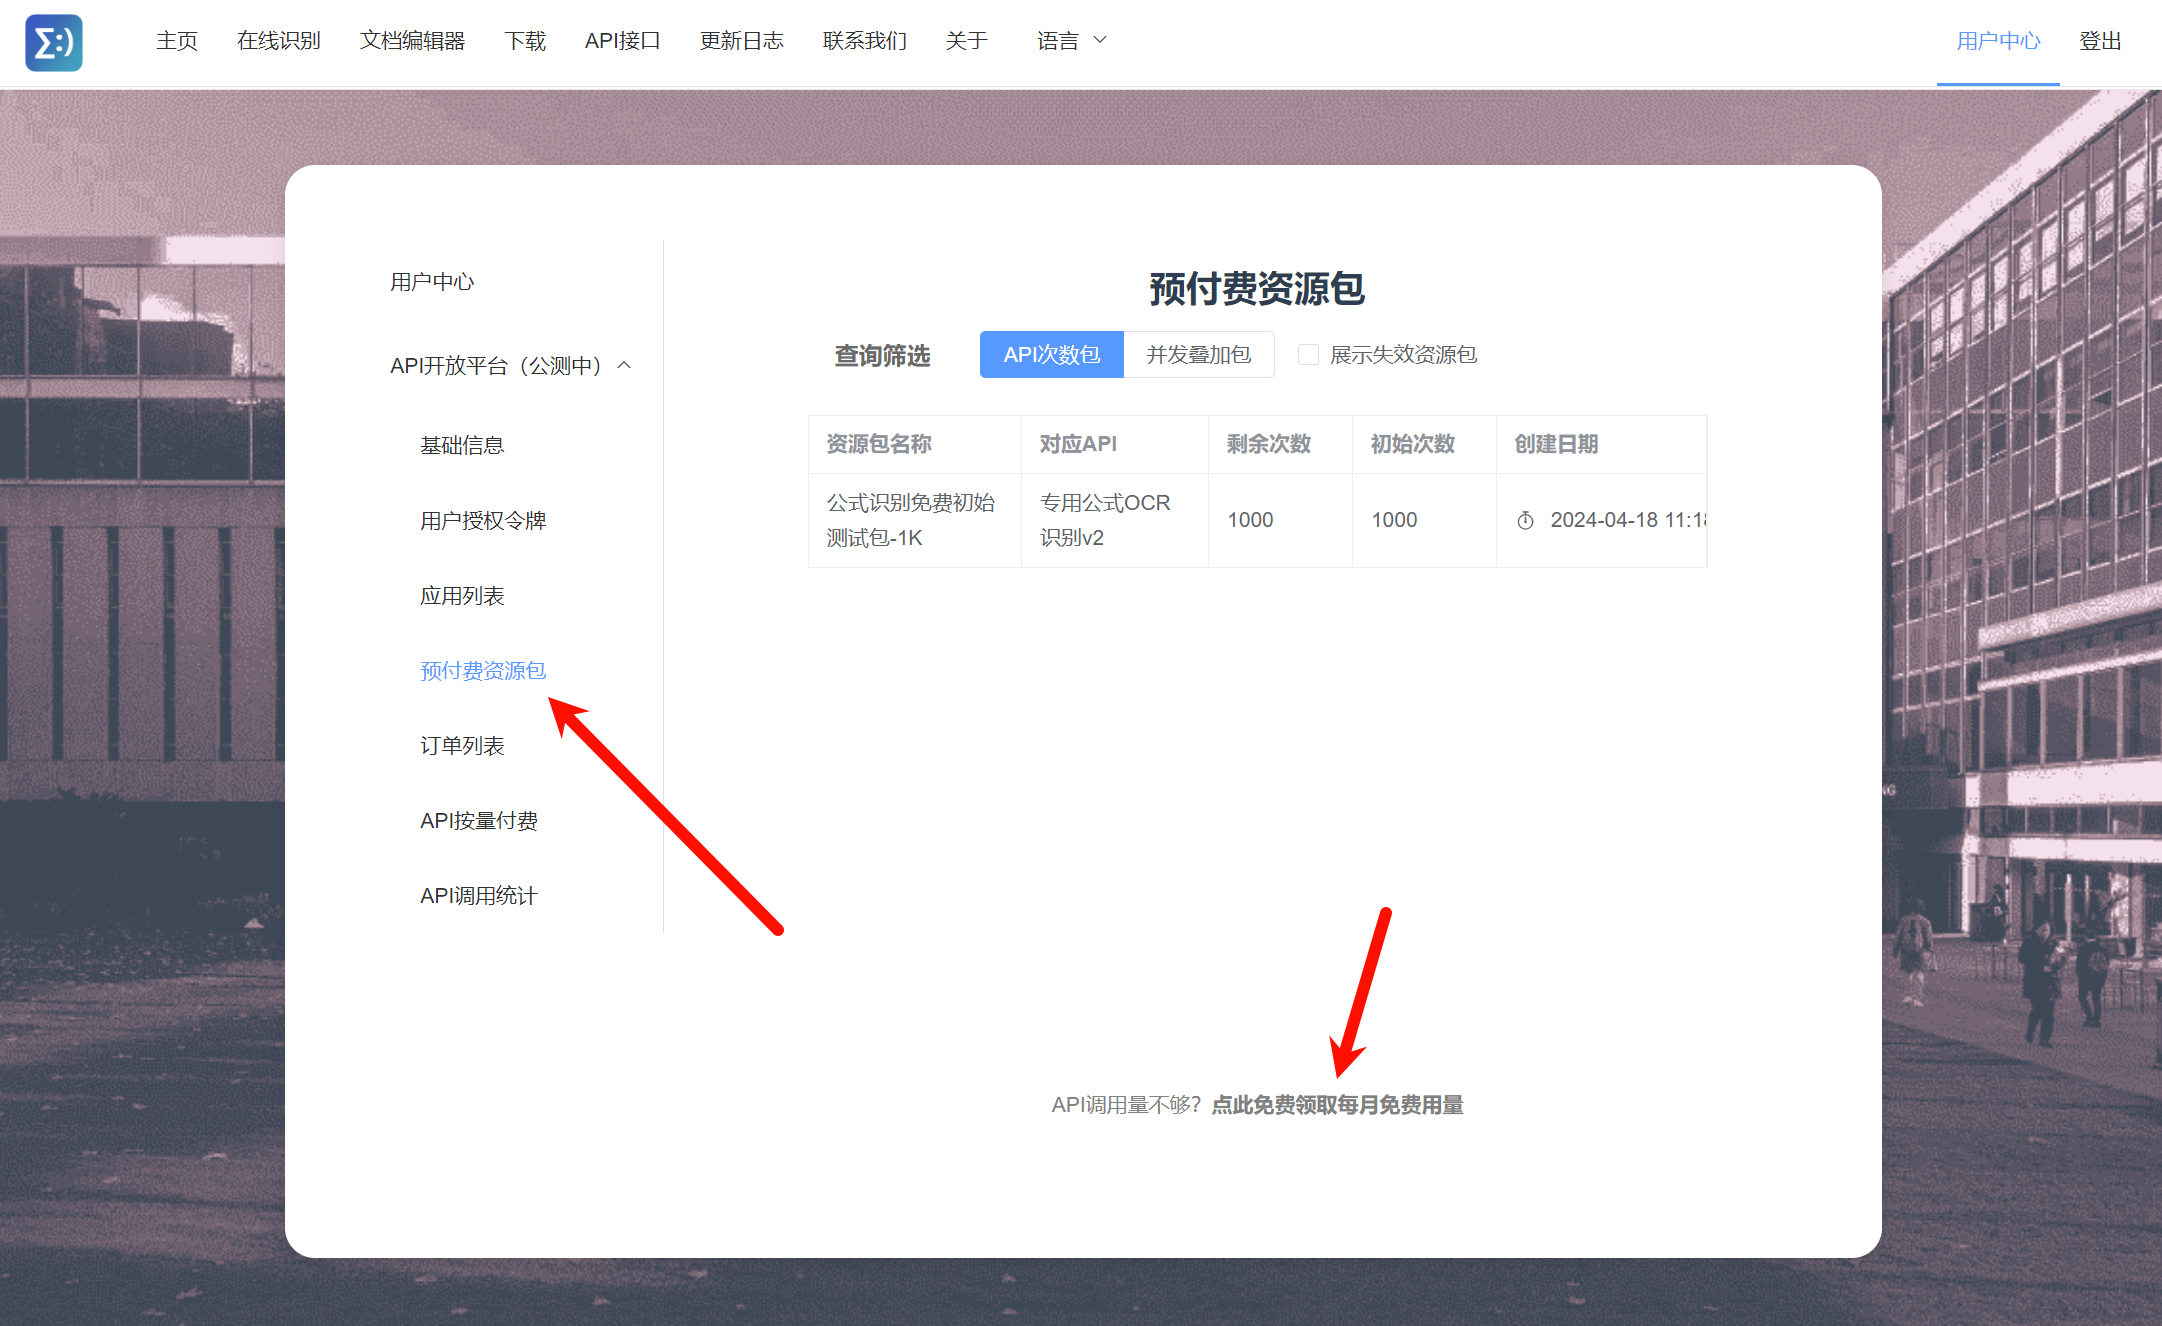 Σ:)
主页 在线识别 文档编辑器 下载 API接口 更新日志 联系我们 关于 语言 用户中心 登出
用户中心
API开放平台（公测中）
基础信息
用户授权令牌
应用列表
预付费资源包
订单列表
API按量付费
API调用统计
预付费资源包
查询筛选 API次数包 并发叠加包 展示失效资源包
资源包名称 对应API 剩余次数 初始次数 创建日期
公式识别免费初始
测试包-1K
专用公式OCR
识别v2
1000
1000
2024-04-18 11:18
API调用量不够？点此免费领取每月免费用量